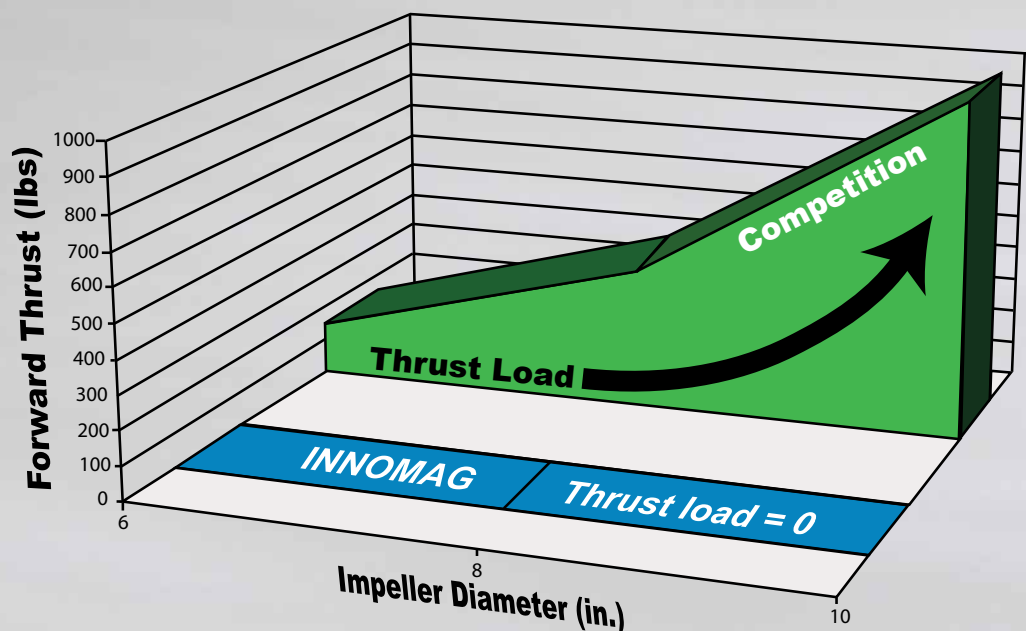 Forward Thrust (lbs)
1000
900
800
700
600
500
400
300
200
100
0
Competition
Thrust Load
INNOMAG
Thrust load = 0
6
8
10
Impeller Diameter (in.)